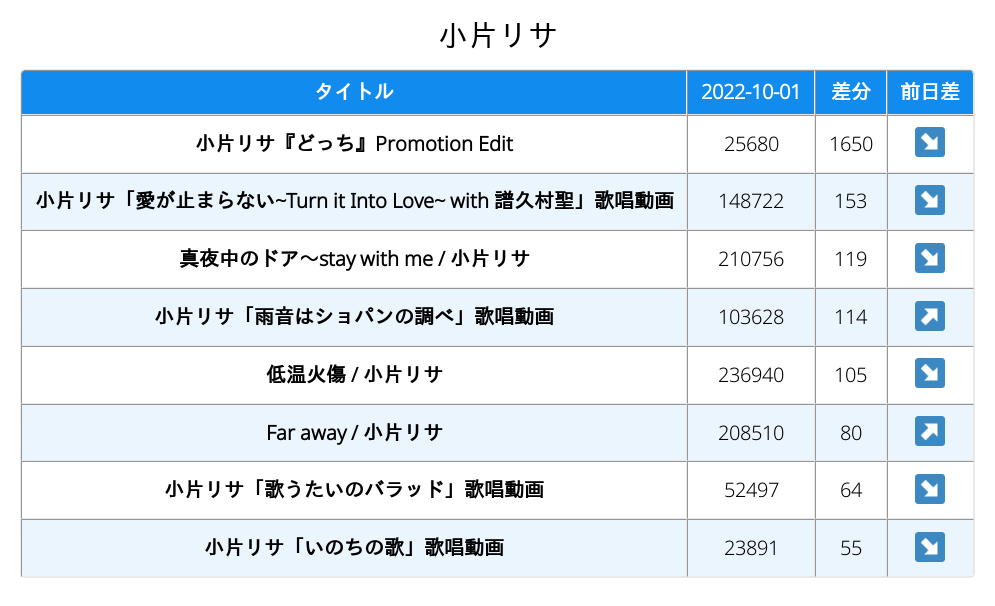 小片リサ
タイトル 2022-10-01 差分 前日差
小片リサ『どっち』Promotion Edit 25680 1650 ↘
小片リサ「愛が止まらない~Turn it Into Love~ with 譜久村聖」歌唱動画 148722 153 ↘
真夜中のドア〜stay with me / 小片リサ 210756 119 ↘
小片リサ「雨音はショパンの調べ」歌唱動画 103628 114 ↗
低温火傷 / 小片リサ 236940 105 ↘
Far away / 小片リサ 208510 80 ↗
小片リサ「歌うたいのバラッド」歌唱動画 52497 64 ↘
小片リサ「いのちの歌」歌唱動画 23891 55 ↘